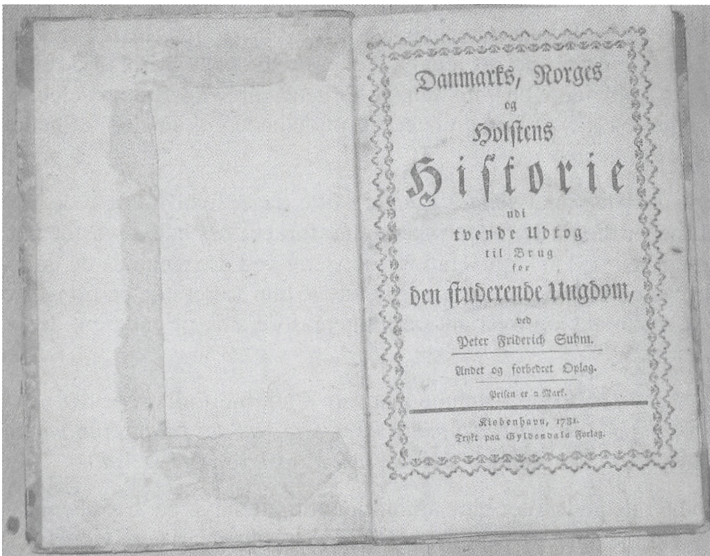 Danmarks, Norges
og
Holstens
Historie
udi
tvende Udtog
til Brug
for
den studerende Ungdom,
ved
Peter Friderich Suhm.
Andet og forbedret Oplag.
Prisen er 2 Mark.
Kiøbenhavn, 1781.
Trykt paa Gyldendals Forlag.